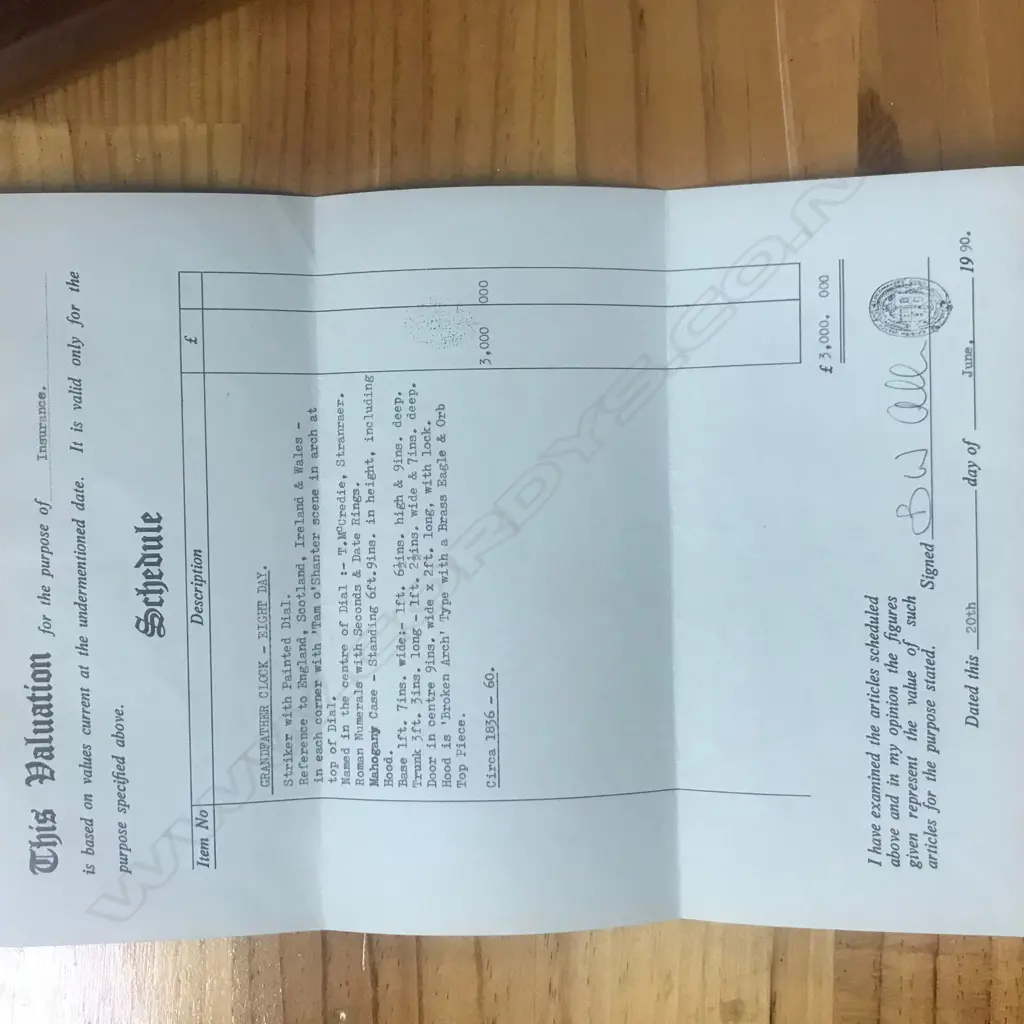 This Valuation for the purpose of Insurance.
is based on values current at the undermentioned date. It is valid only for the
purpose specified above.
Schedule
Item No Description £
GRANDFATHER CLOCK - EIGHT DAY.
Striker with Painted Dial.
Reference to England, Scotland, Ireland & Wales -
in each corner with 'Tam o'Shanter scene in arch at
top of Dial.
Named in the centre of Dial :- T.McCredie, Stranraer.
Roman Numerals with Seconds & Date Rings.
Mahogany Case - Standing 6ft.9ins. in height, including
Hood.
Base 1ft. 7ins. wide:- 1ft. 6½ins. high & 9ins. deep.
Trunk 3ft. 3ins. long - 1ft. 2½ins. wide & 7ins. deep.
Door in centre 9ins. wide x 2ft. long, with lock.
Hood is 'Broken Arch' Type with a Brass Eagle & Orb
Top Piece.
Circa 1836 - 60. 3,000 000
£ 3,000. 000
I have examined the articles scheduled
above and in my opinion the figures
given represent the value of such
articles for the purpose stated. Signed B W
Dated this 20th day of June, 1990.